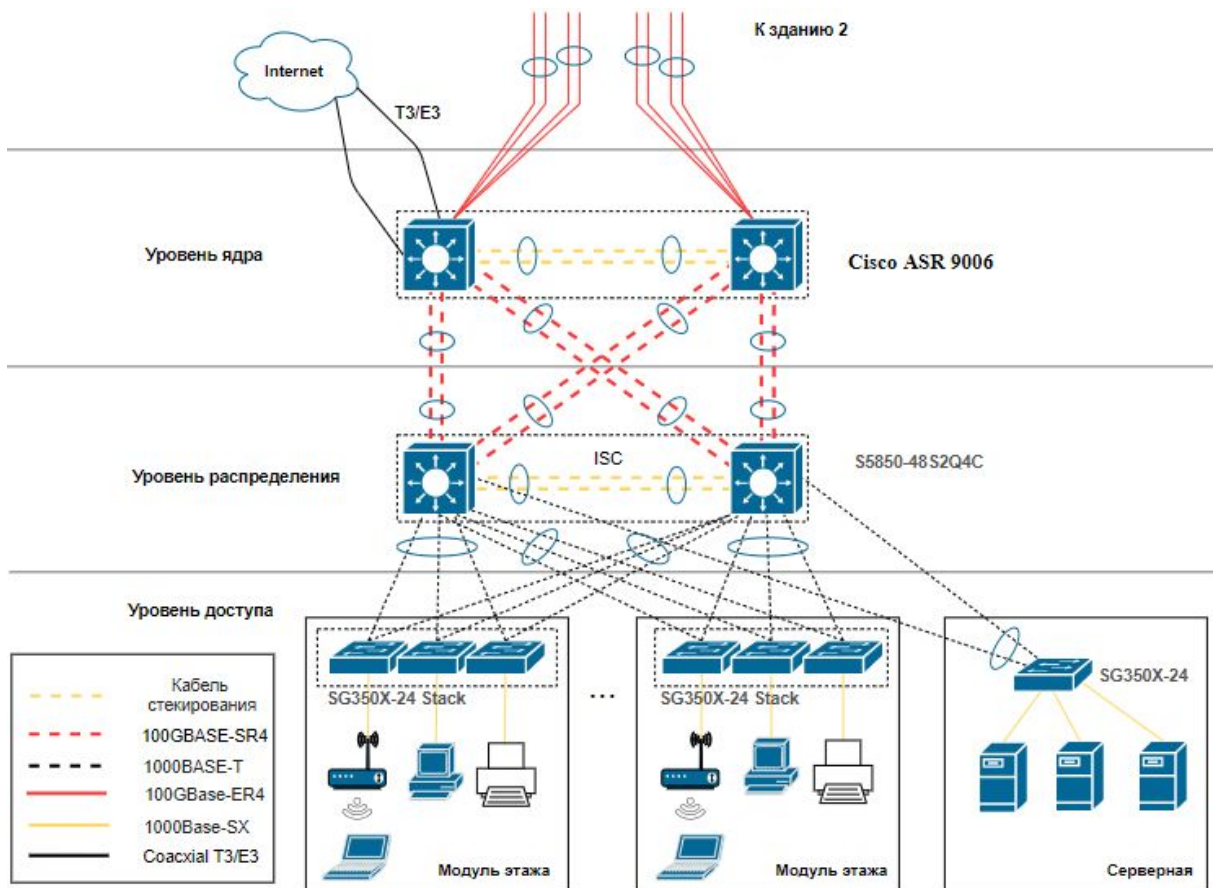 К зданию 2
Internet
T3/E3
Уровень ядра
Cisco ASR 9006
ISC
Уровень распределения
S5850-48S2Q4C
Уровень доступа
SG350X-24 Stack
...
SG350X-24 Stack
SG350X-24
Кабель
стекирования
100GBASE-SR4
1000BASE-T
100GBase-ER4
1000Base-SX
Coacxial T3/E3
Модуль этажа
Модуль этажа
Серверная